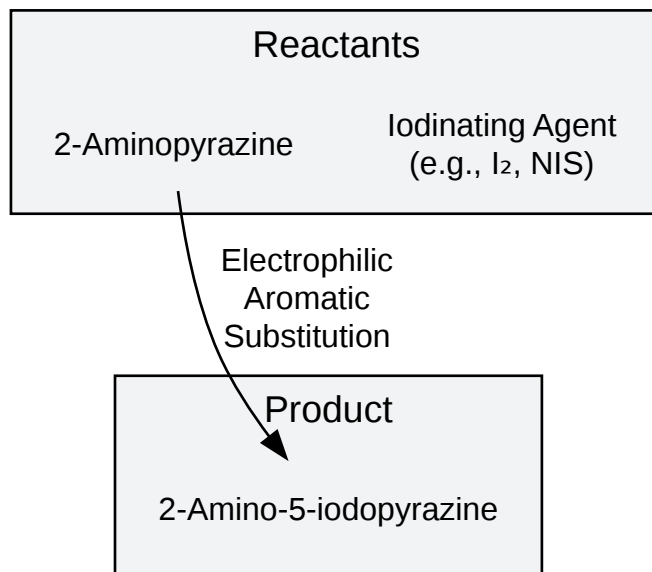 Reactants
2-Aminopyrazine
Iodinating Agent
(e.g., I₂, NIS)
Electrophilic
Aromatic
Substitution
Product
2-Amino-5-iodopyrazine